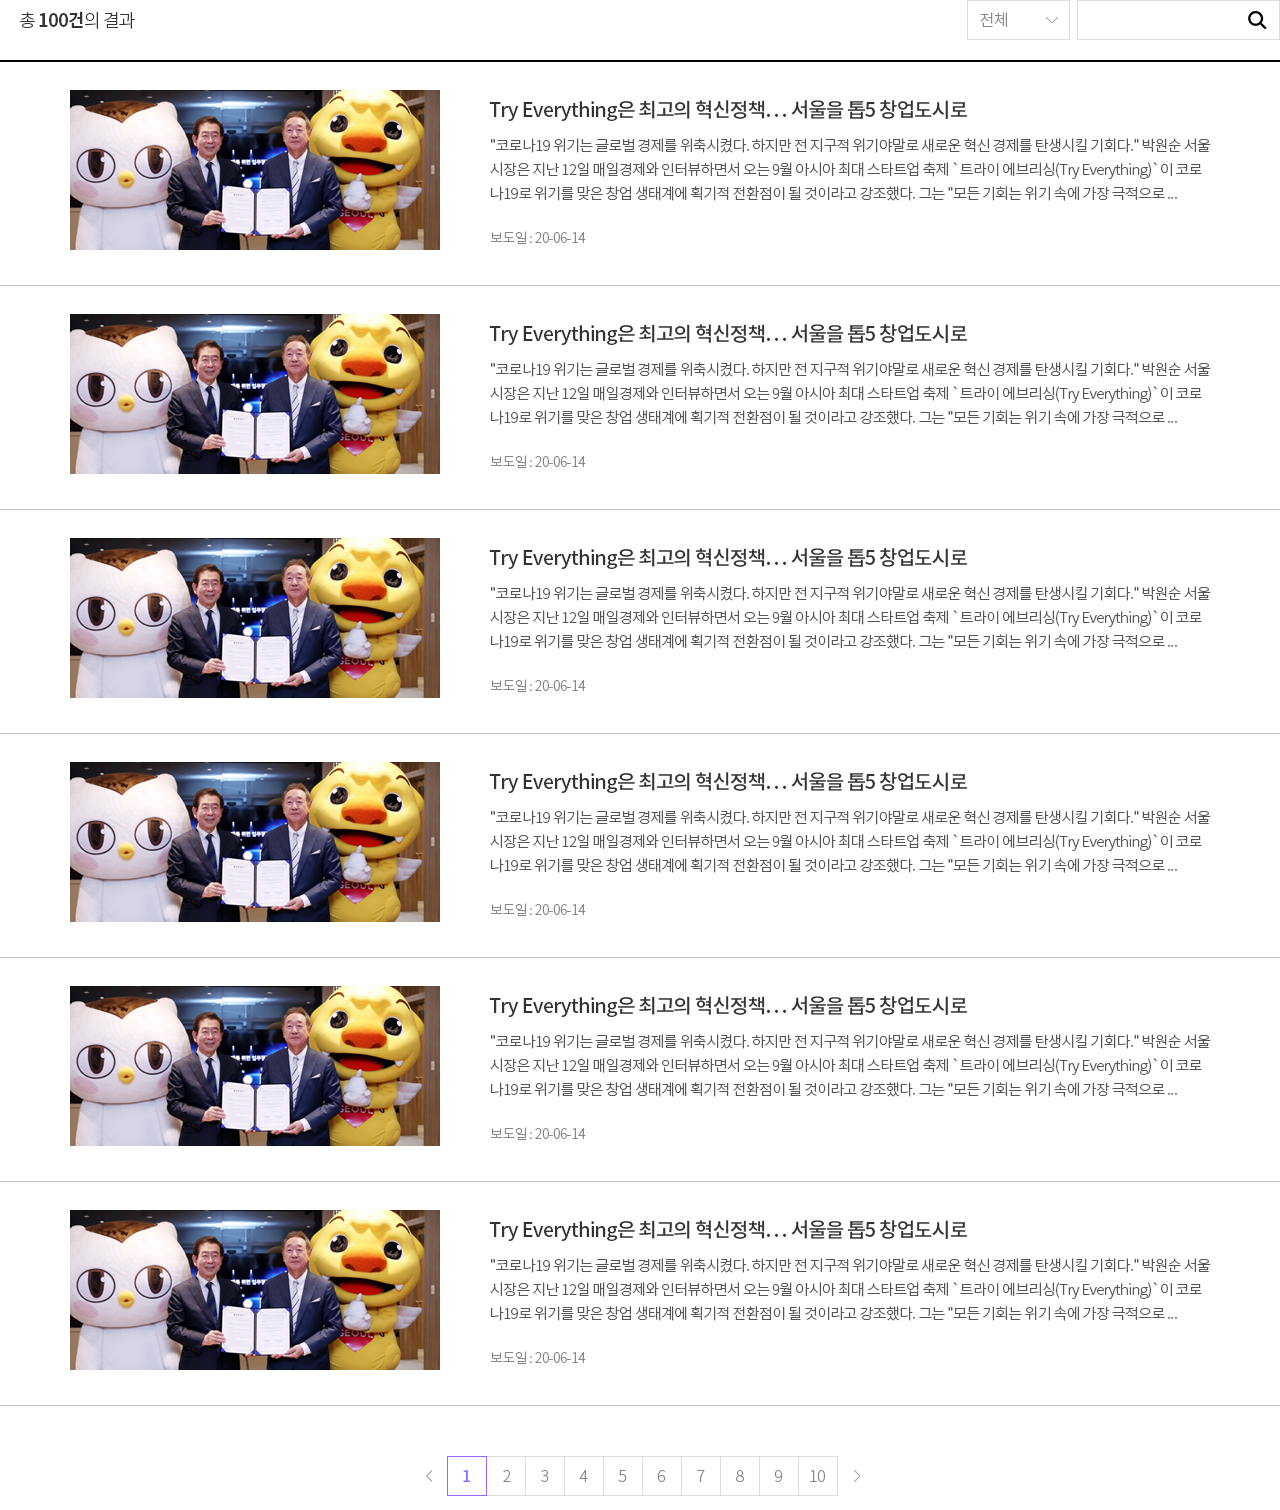 총 100건의 결과
전체
Try Everything은 최고의 혁신정책... 서울을 톱5 창업도시로
"코로나19 위기는 글로벌 경제를 위축시켰다. 하지만 전 지구적 위기야말로 새로운 혁신 경제를 탄생시킬 기회다." 박원순 서울
시장은 지난 12일 매일경제와 인터뷰하면서 오는 9월 아시아 최대 스타트업 축제 `트라이 에브리싱(Try Everything)`이 코로
나19로 위기를 맞은 창업 생태계에 획기적 전환점이 될 것이라고 강조했다. 그는 "모든 기회는 위기 속에 가장 극적으로 ...
보도일 : 20-06-14
SEOUL
Try Everything은 최고의 혁신정책... 서울을 톱5 창업도시로
"코로나19 위기는 글로벌 경제를 위축시켰다. 하지만 전 지구적 위기야말로 새로운 혁신 경제를 탄생시킬 기회다." 박원순 서울
시장은 지난 12일 매일경제와 인터뷰하면서 오는 9월 아시아 최대 스타트업 축제 `트라이 에브리싱(Try Everything)`이 코로
나19로 위기를 맞은 창업 생태계에 획기적 전환점이 될 것이라고 강조했다. 그는 "모든 기회는 위기 속에 가장 극적으로 ...
보도일 : 20-06-14
SEOUL
Try Everything은 최고의 혁신정책... 서울을 톱5 창업도시로
"코로나19 위기는 글로벌 경제를 위축시켰다. 하지만 전 지구적 위기야말로 새로운 혁신 경제를 탄생시킬 기회다." 박원순 서울
시장은 지난 12일 매일경제와 인터뷰하면서 오는 9월 아시아 최대 스타트업 축제 `트라이 에브리싱(Try Everything)`이 코로
나19로 위기를 맞은 창업 생태계에 획기적 전환점이 될 것이라고 강조했다. 그는 "모든 기회는 위기 속에 가장 극적으로 ...
보도일 : 20-06-14
SEOUL
Try Everything은 최고의 혁신정책... 서울을 톱5 창업도시로
"코로나19 위기는 글로벌 경제를 위축시켰다. 하지만 전 지구적 위기야말로 새로운 혁신 경제를 탄생시킬 기회다." 박원순 서울
시장은 지난 12일 매일경제와 인터뷰하면서 오는 9월 아시아 최대 스타트업 축제 `트라이 에브리싱(Try Everything)`이 코로
나19로 위기를 맞은 창업 생태계에 획기적 전환점이 될 것이라고 강조했다. 그는 "모든 기회는 위기 속에 가장 극적으로 ...
보도일 : 20-06-14
SEOUL
Try Everything은 최고의 혁신정책... 서울을 톱5 창업도시로
"코로나19 위기는 글로벌 경제를 위축시켰다. 하지만 전 지구적 위기야말로 새로운 혁신 경제를 탄생시킬 기회다." 박원순 서울
시장은 지난 12일 매일경제와 인터뷰하면서 오는 9월 아시아 최대 스타트업 축제 `트라이 에브리싱(Try Everything)`이 코로
나19로 위기를 맞은 창업 생태계에 획기적 전환점이 될 것이라고 강조했다. 그는 "모든 기회는 위기 속에 가장 극적으로 ...
보도일 : 20-06-14
SEOUL
Try Everything은 최고의 혁신정책... 서울을 톱5 창업도시로
"코로나19 위기는 글로벌 경제를 위축시켰다. 하지만 전 지구적 위기야말로 새로운 혁신 경제를 탄생시킬 기회다." 박원순 서울
시장은 지난 12일 매일경제와 인터뷰하면서 오는 9월 아시아 최대 스타트업 축제 `트라이 에브리싱(Try Everything)`이 코로
나19로 위기를 맞은 창업 생태계에 획기적 전환점이 될 것이라고 강조했다. 그는 "모든 기회는 위기 속에 가장 극적으로 ...
보도일 : 20-06-14
SEOUL
1 2 3 4 5 6 7 8 9 10